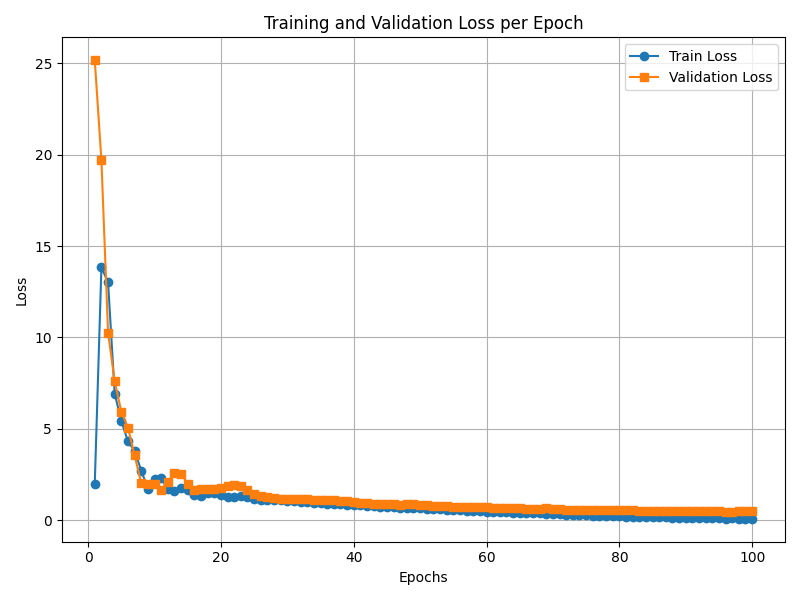 Training and Validation Loss per Epoch
Train Loss
Validation Loss
25
20
15
10
5
0
Loss
0 20 40 60 80 100
Epochs